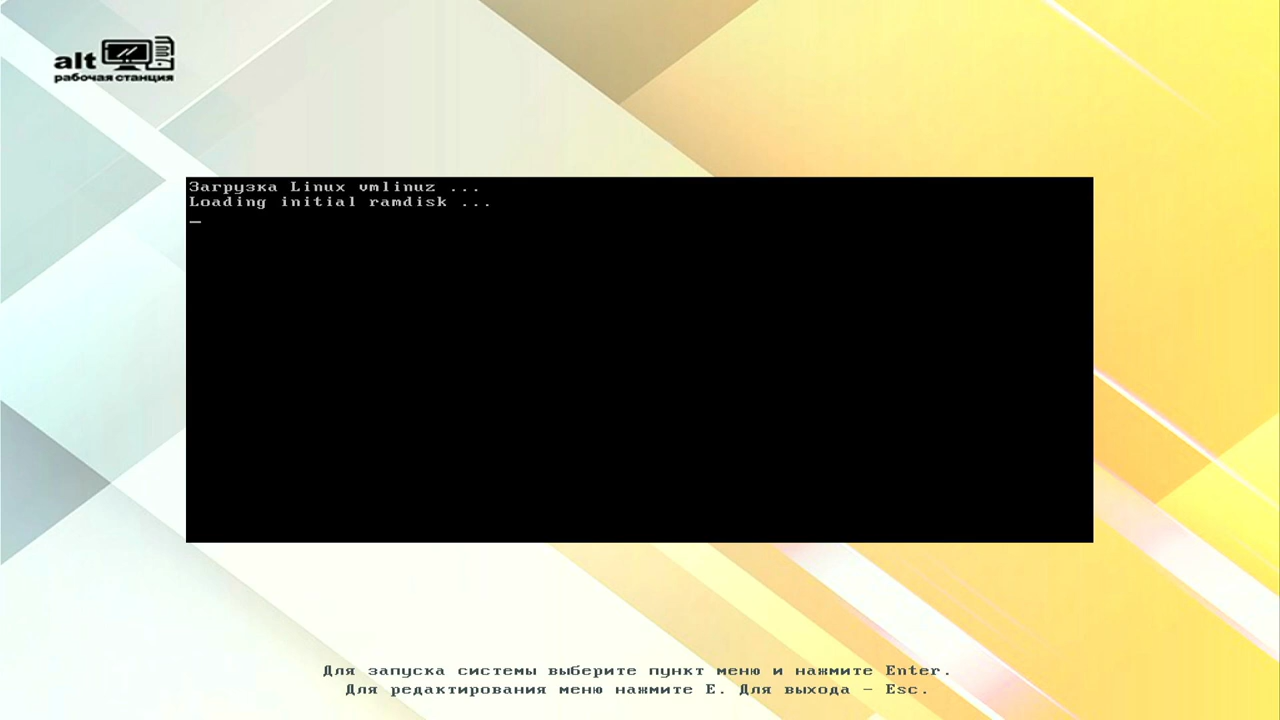 alt
рабочая станция
Загрузка Linux vmlinuz ...
Loading initial ramdisk ...
Для запуска системы выберите пункт меню и нажмите Enter.
Для редактирования меню нажмите E. Для выхода - Esc.